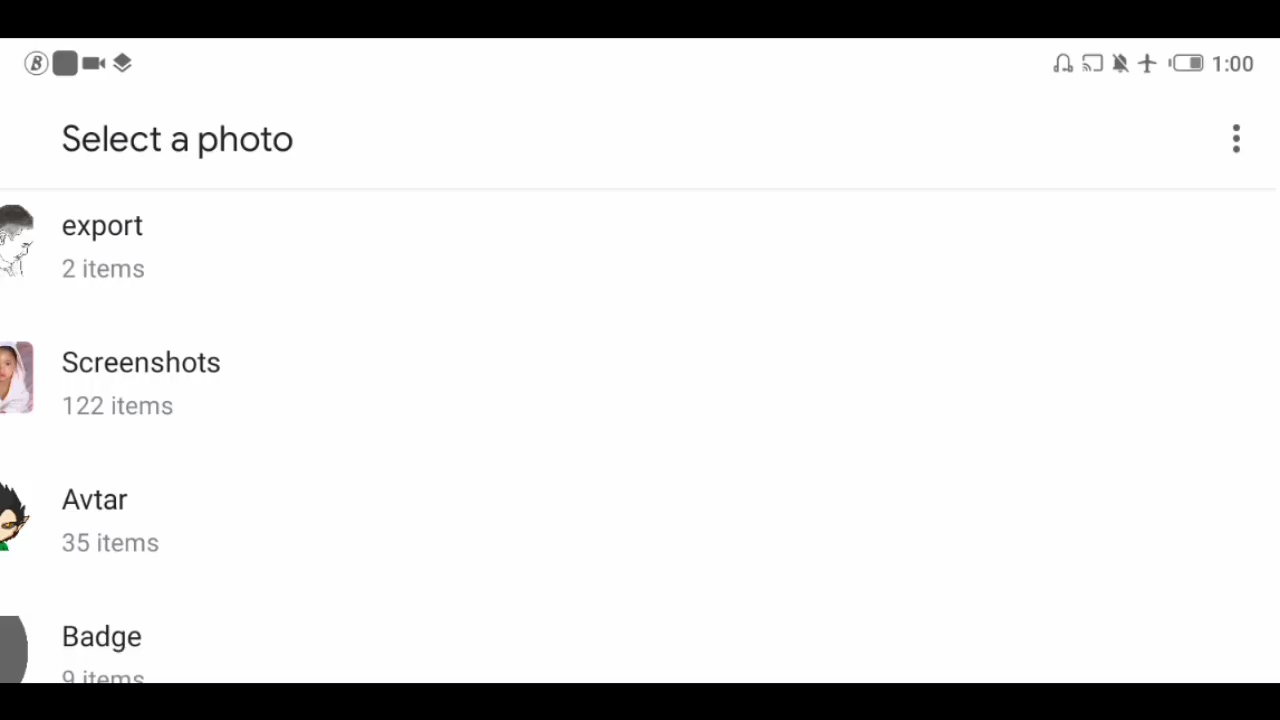 B 1:00
Select a photo
export
2 items
Screenshots
122 items
Avtar
35 items
Badge
9 items